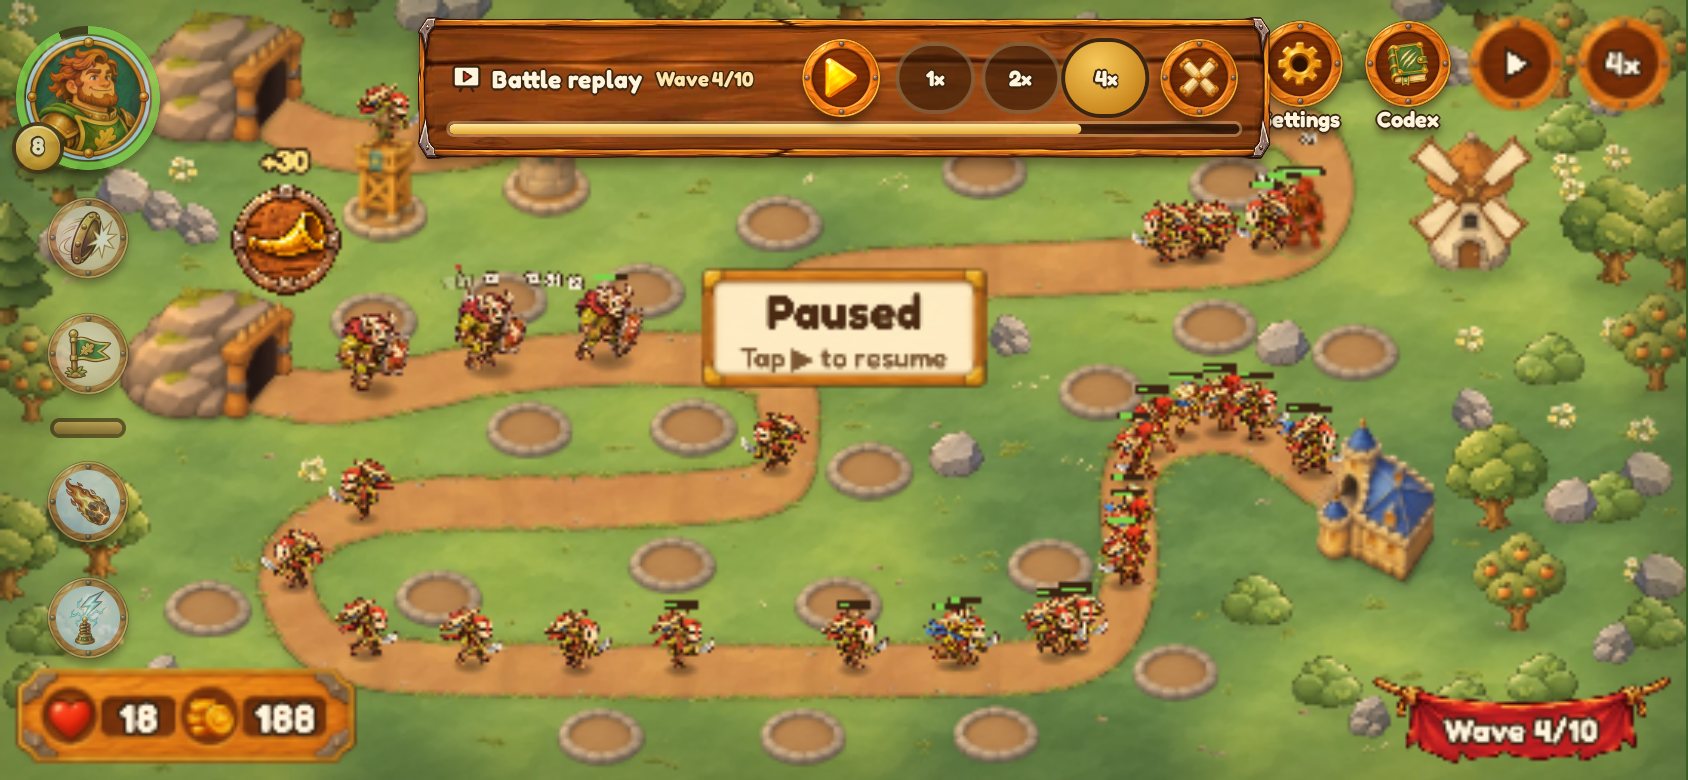 Battle replay Wave 4/10
1x
2x
4x
ettings
Codex
4x
8
+30
Paused
Tap ▶ to resume
18
188
Wave 4/10